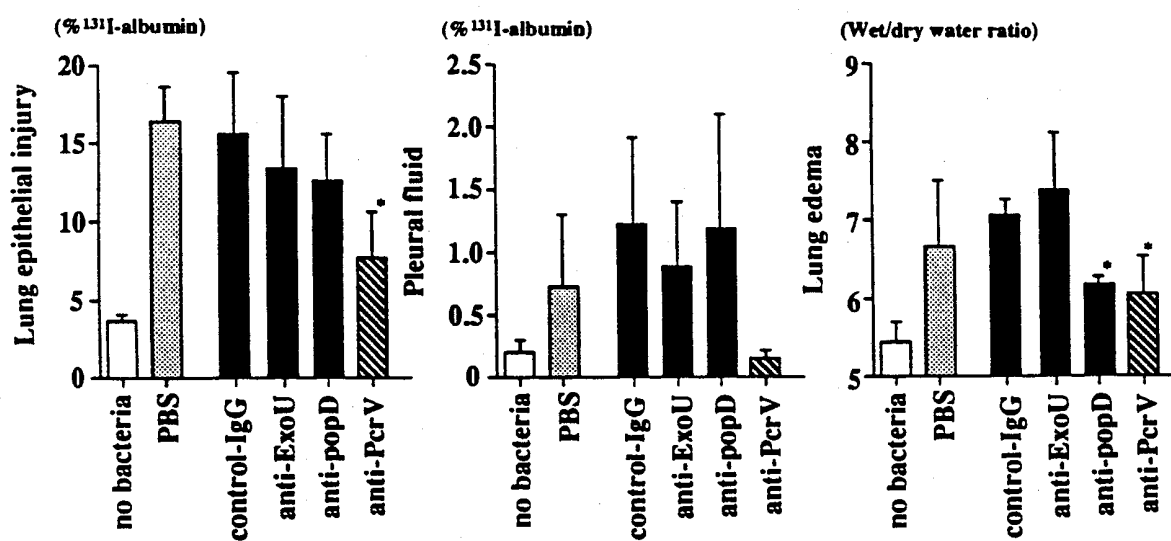 (% ¹³¹I-albumin)
Lung epithelial injury
20
15
10
5
0
*
no bacteria
PBS
control-IgG
anti-ExoU
anti-popD
anti-PcrV
(% ¹³¹I-albumin)
Pleural fluid
2.5
2.0
1.5
1.0
0.5
0
no bacteria
PBS
control-IgG
anti-ExoU
anti-popD
anti-PcrV
(Wet/dry water ratio)
Lung edema
9
8
7
6
5
*
*
no bacteria
PBS
control-IgG
anti-ExoU
anti-popD
anti-PcrV